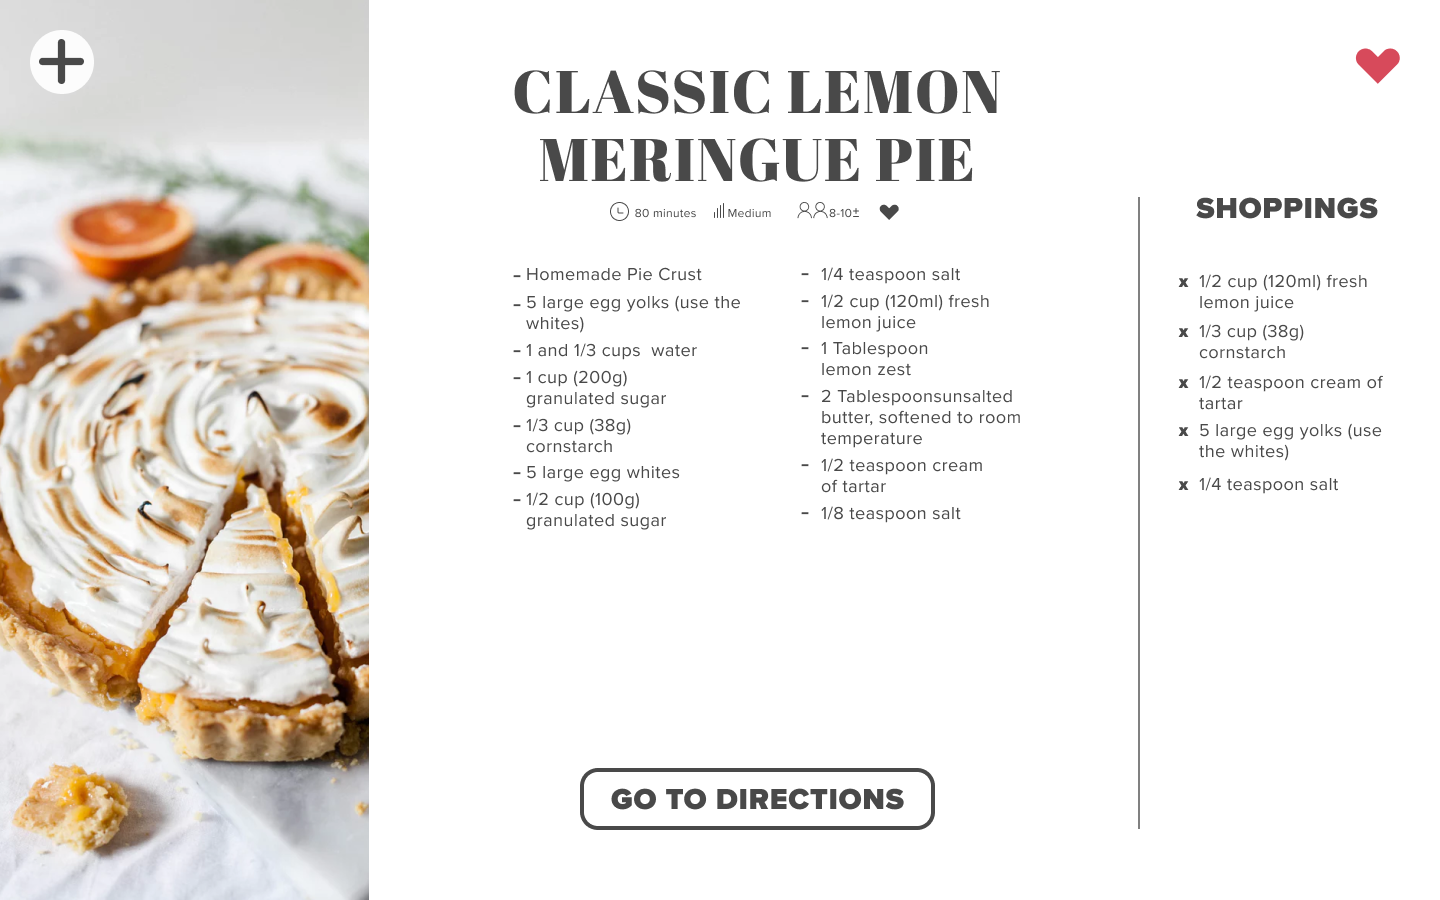 CLASSIC LEMON
MERINGUE PIE
80 minutes Medium 8-10±
– Homemade Pie Crust
– 5 large egg yolks (use the
whites)
– 1 and 1/3 cups  water
– 1 cup (200g)
granulated sugar
– 1/3 cup (38g)
cornstarch
– 5 large egg whites
– 1/2 cup (100g)
granulated sugar
– 1/4 teaspoon salt
– 1/2 cup (120ml) fresh
lemon juice
– 1 Tablespoon
lemon zest
– 2 Tablespoonsunsalted
butter, softened to room
temperature
– 1/2 teaspoon cream
of tartar
– 1/8 teaspoon salt
GO TO DIRECTIONS
SHOPPINGS
x 1/2 cup (120ml) fresh
lemon juice
x 1/3 cup (38g)
cornstarch
x 1/2 teaspoon cream of
tartar
x 5 large egg yolks (use
the whites)
x 1/4 teaspoon salt